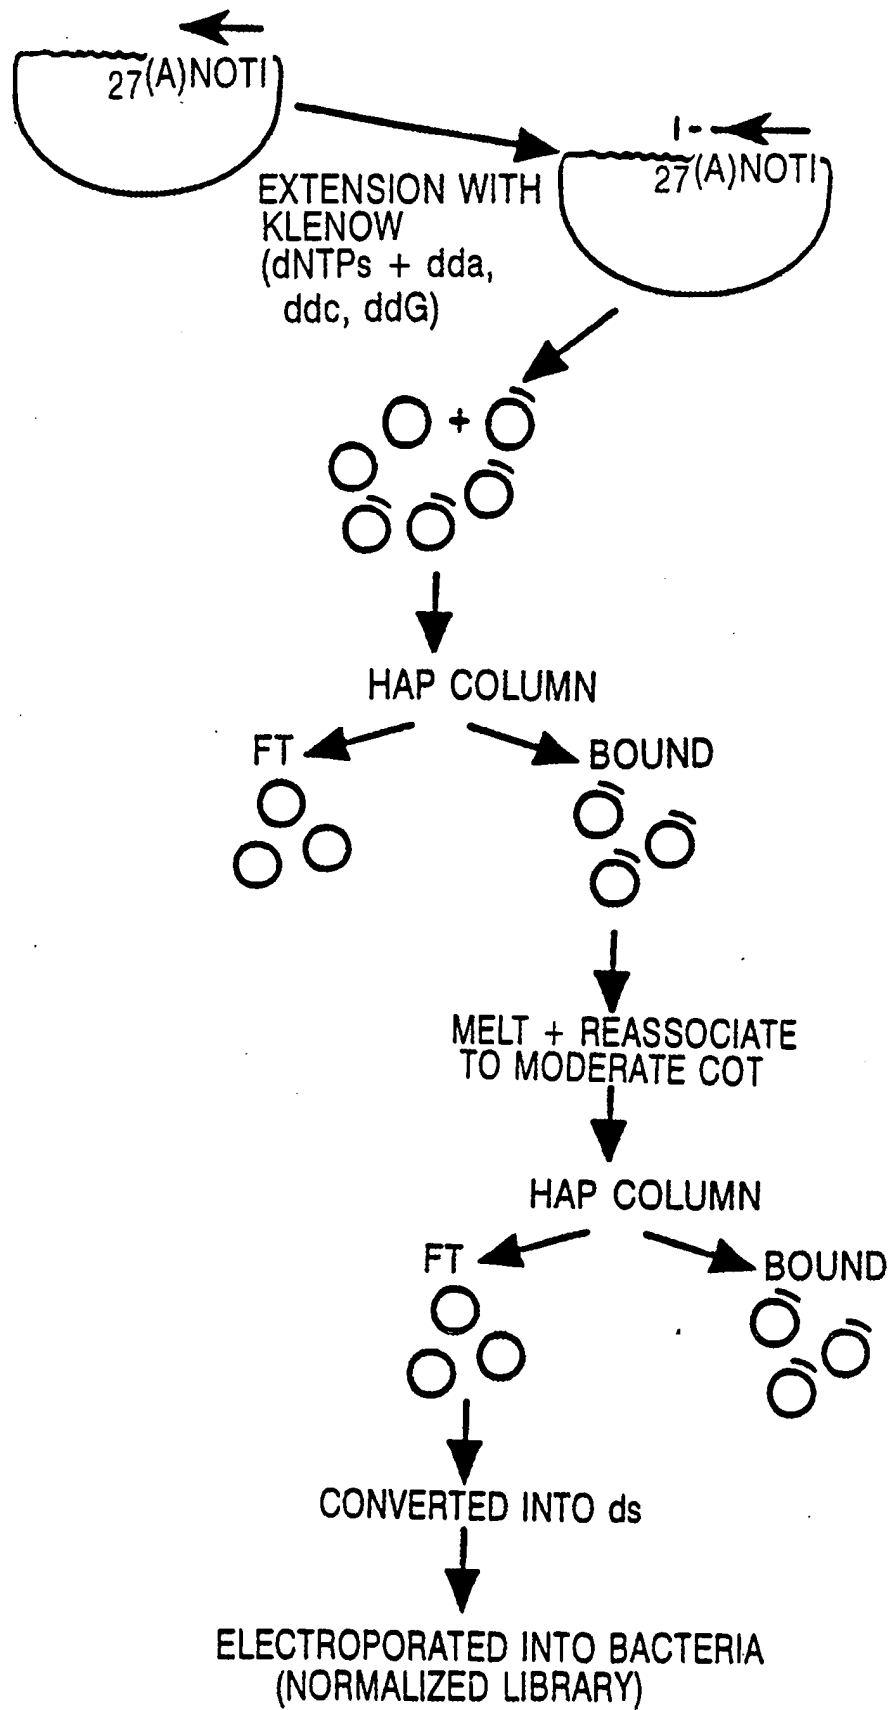 27(A)NOTI
27(A)NOTI
EXTENSION WITH
KLENOW
(dNTPs + dda,
ddc, ddG)
+
HAP COLUMN
FT
BOUND
MELT + REASSOCIATE
TO MODERATE COT
HAP COLUMN
FT
BOUND
CONVERTED INTO ds
ELECTROPORATED INTO BACTERIA
(NORMALIZED LIBRARY)